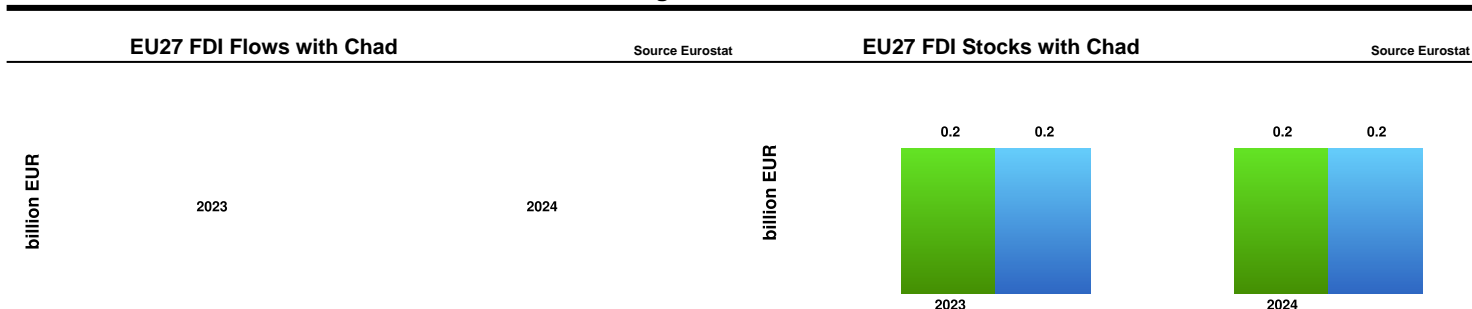 EU27 FDI Flows with Chad
Source Eurostat
billion EUR
2023
2024
EU27 FDI Stocks with Chad
Source Eurostat
billion EUR
0.2
0.2
0.2
0.2
2023
2024